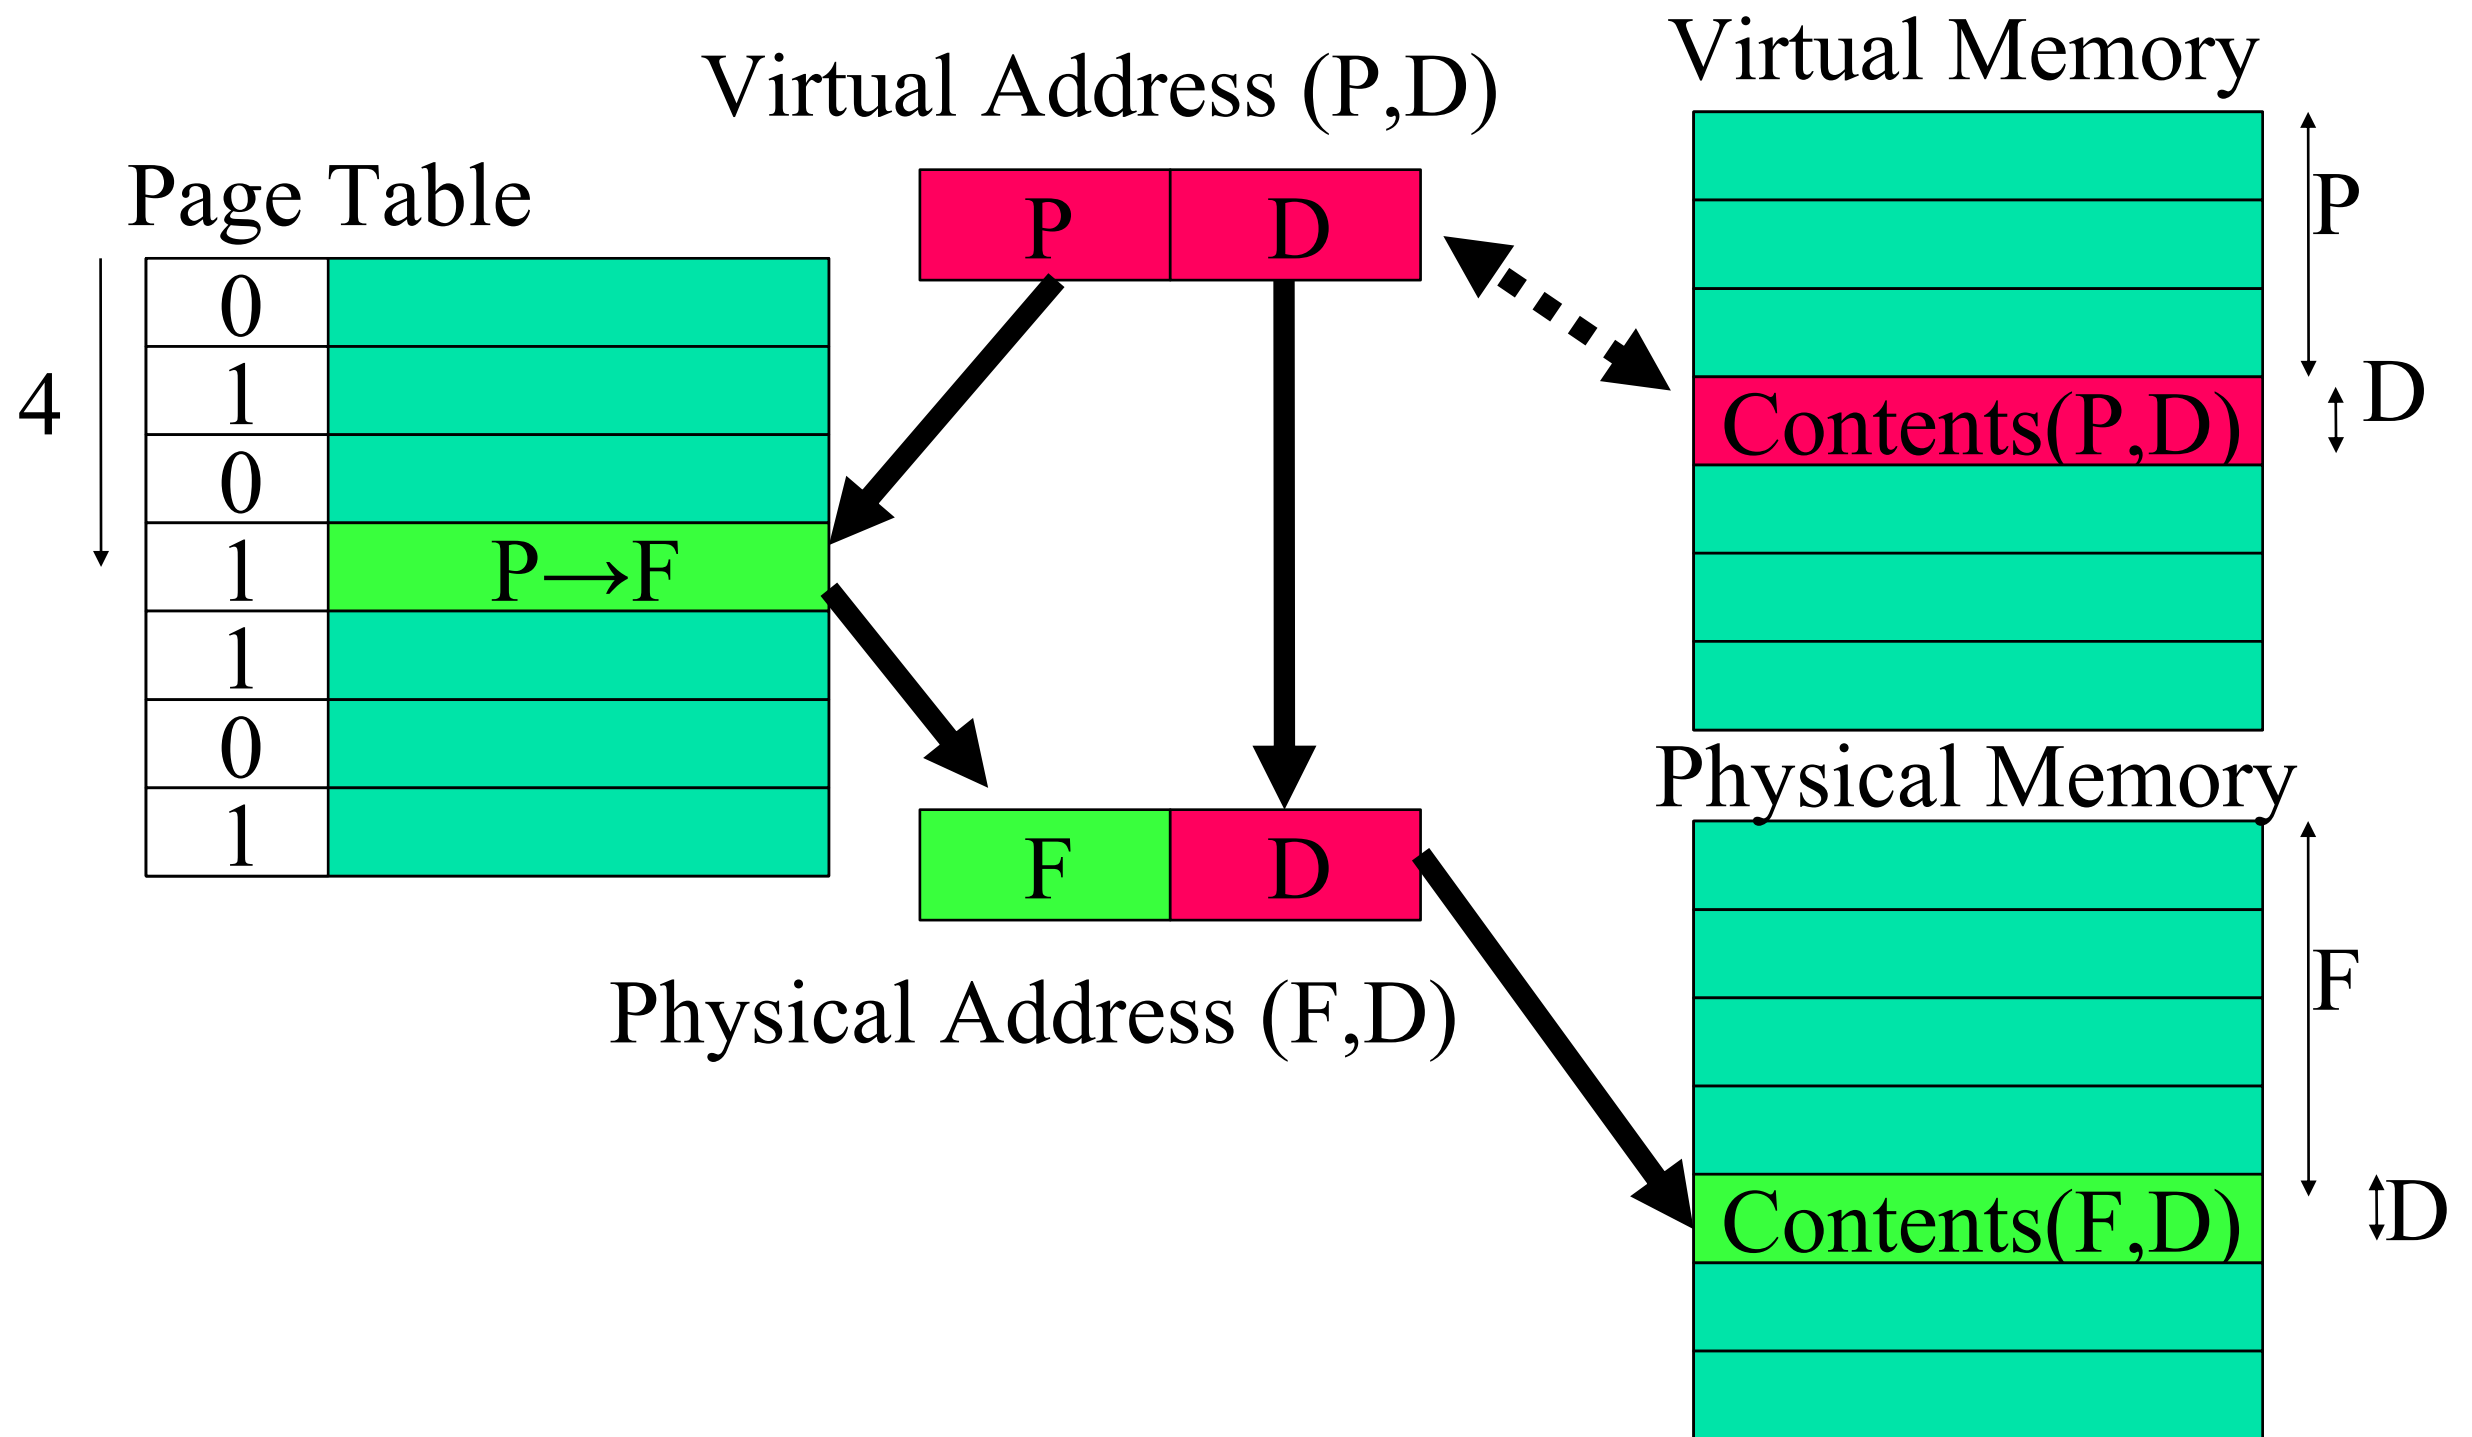 Virtual Address (P,D)
P D
Page Table
4
0
1
0
1 P→F
1
0
1
F D
Physical Address (F,D)
Virtual Memory
P
Contents(P,D)
D
Physical Memory
F
Contents(F,D)
D